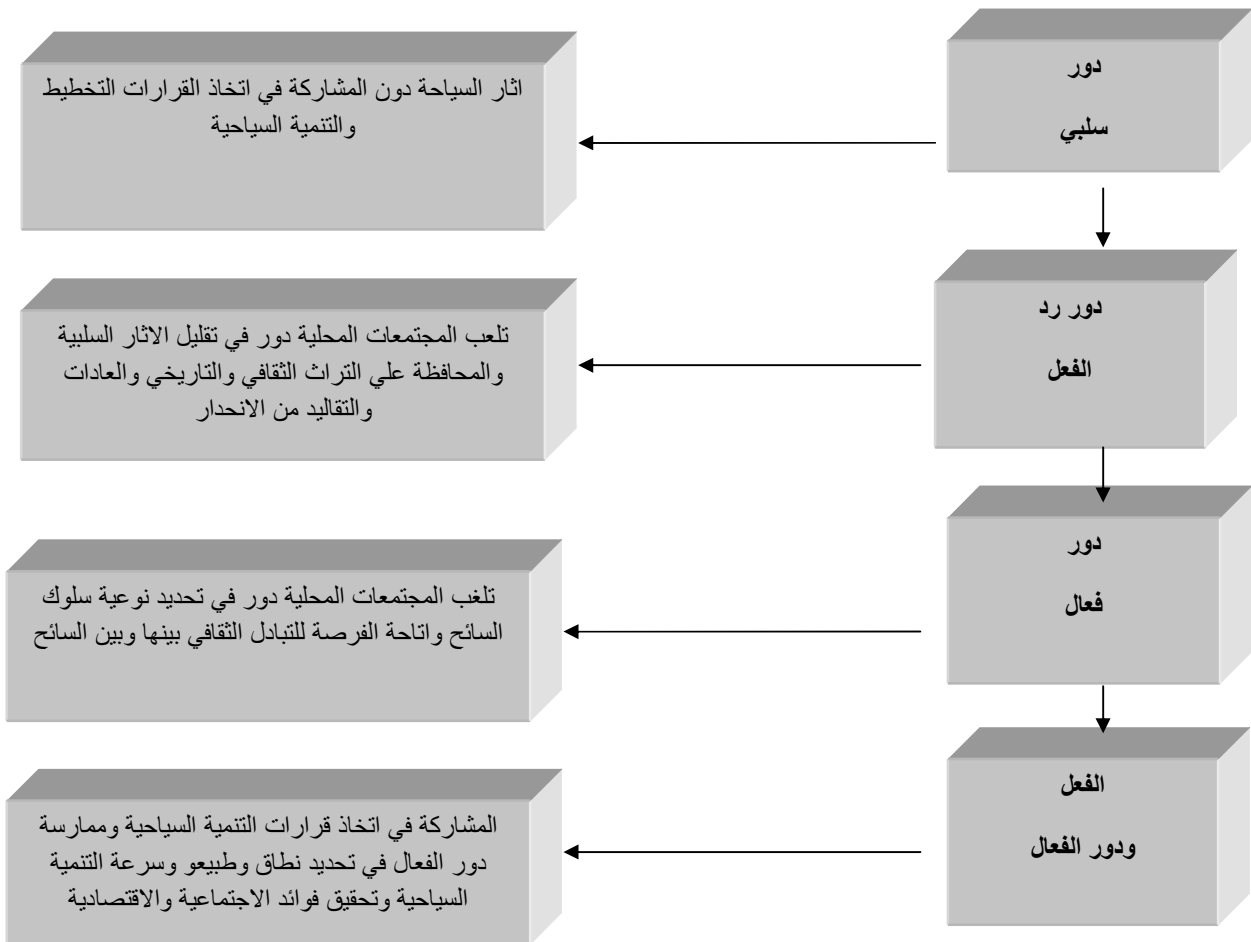 دور
سلبي
اثار السياحة دون المشاركة في اتخاذ القرارات التخطيط
والتنمية السياحية
دور رد
الفعل
تلعب المجتمعات المحلية دور في تقليل الاثار السلبية
والمحافظة علي التراث الثقافي والتاريخي والعادات
والتقاليد من الانحدار
دور
فعال
تلغب المجتمعات المحلية دور في تحديد نوعية سلوك
السائح واتاحة الفرصة للتبادل الثقافي بينها وبين السائح
الفعل
ودور الفعال
المشاركة في اتخاذ قرارات التنمية السياحية وممارسة
دور الفعال في تحديد نطاق وطبيعو وسرعة التنمية
السياحية وتحقيق فوائد الاجتماعية والاقتصادية